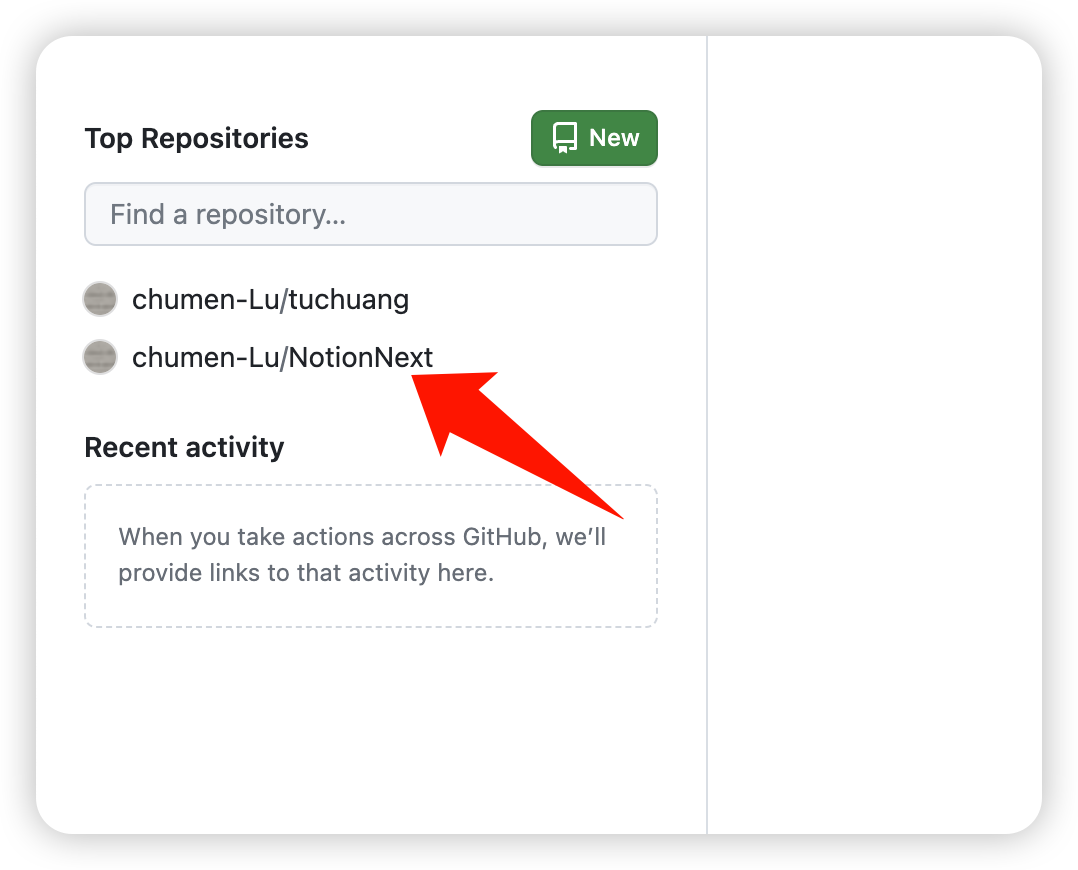 Top Repositories
New
Find a repository...
chumen-Lu/tuchuang
chumen-Lu/NotionNext
Recent activity
When you take actions across GitHub, we’ll
provide links to that activity here.